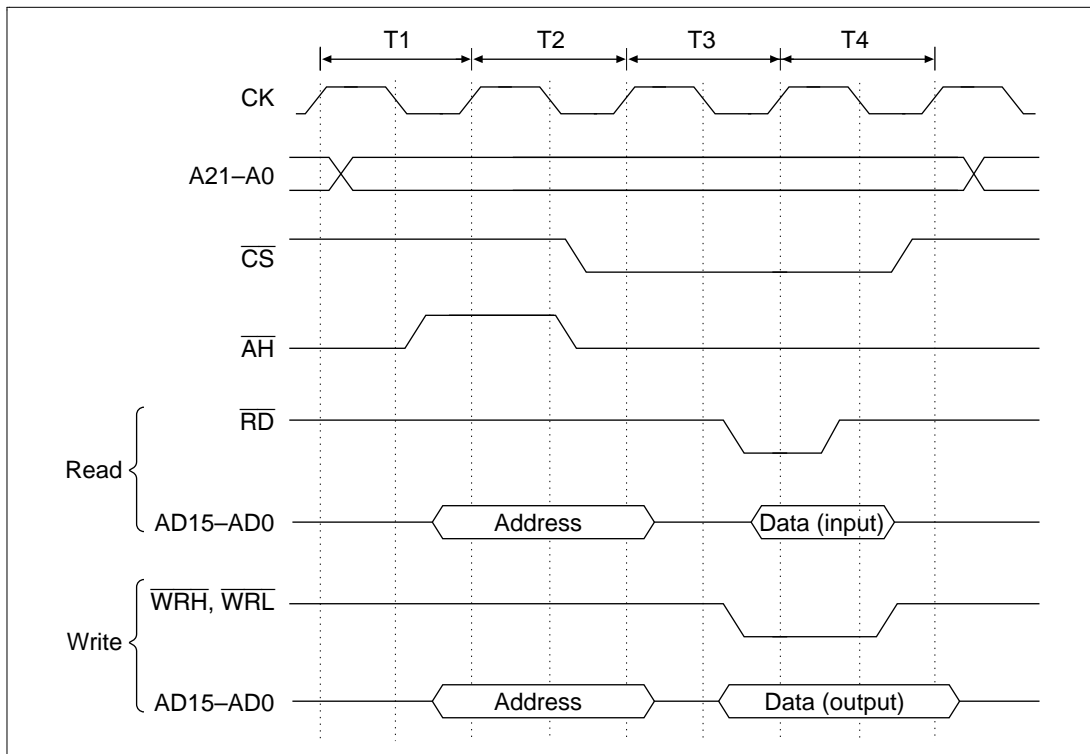 T1 T2 T3 T4
CK
A21–A0
CS
AH
RD
Read
AD15–AD0 Address Data (input)
WRH, WRL
Write
AD15–AD0 Address Data (output)